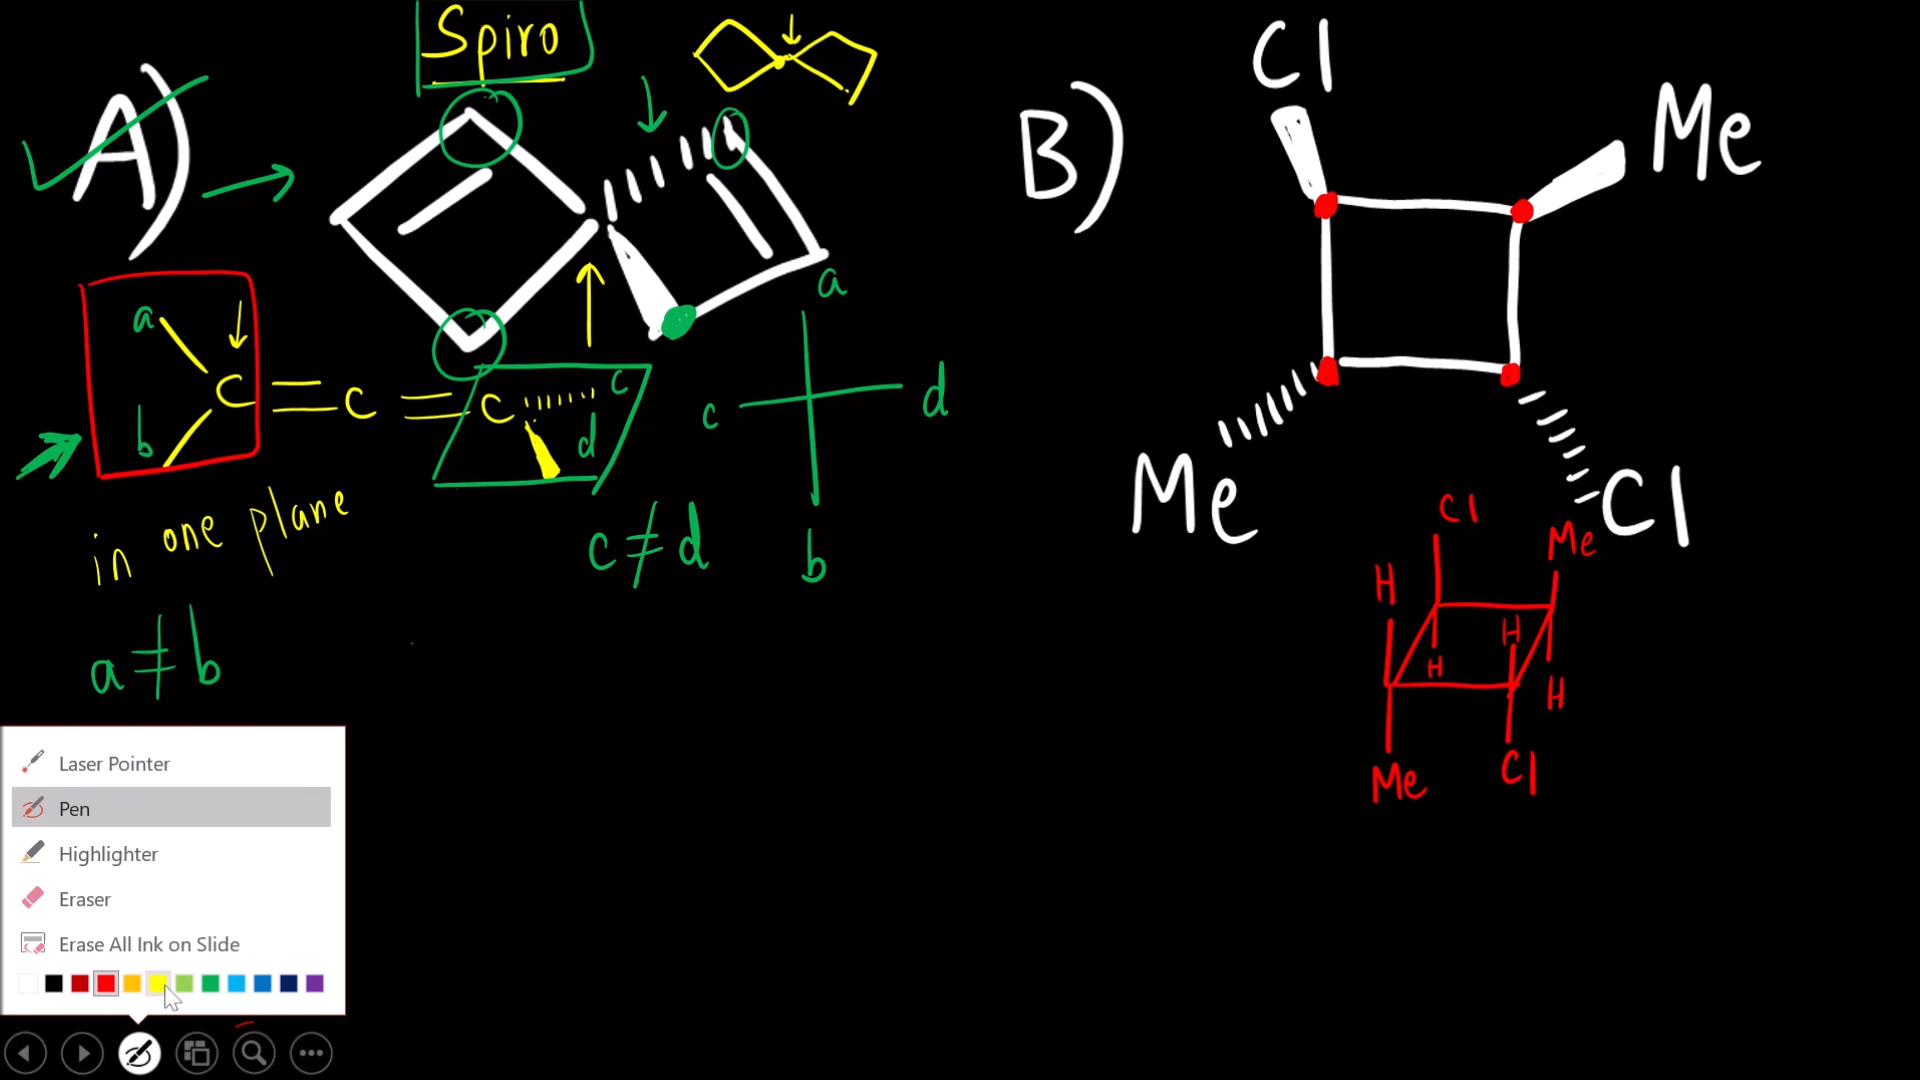 Spiro
A)
a
b
C = C = C
c
d
a
c
d
b
in one plane
c ≠ d
a ≠ b
B)
Cl
Me
Me
Cl
Cl
Me
H
H
H
H
Me
Cl
Laser Pointer
Pen
Highlighter
Eraser
Erase All Ink on Slide